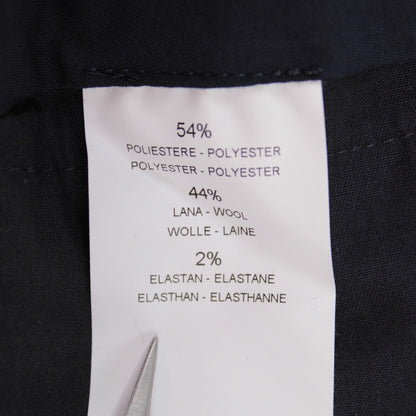 54%
POLIESTERE - POLYESTER
POLYESTER - POLYESTER
44%
LANA - WOOL
WOLLE - LAINE
2%
ELASTAN - ELASTANE
ELASTHAN - ELASTHANNE